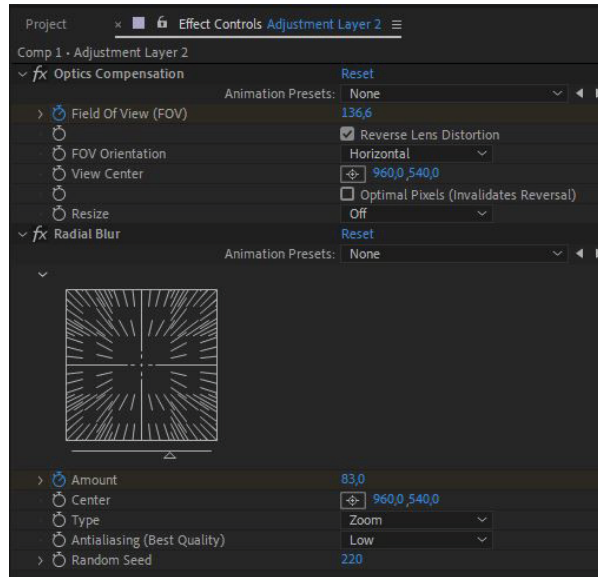 Project × Effect Controls Adjustment Layer 2
Comp 1 • Adjustment Layer 2
fx Optics Compensation Reset
Animation Presets: None
Field Of View (FOV) 136,6
Reverse Lens Distortion
FOV Orientation Horizontal
View Center 960,0 ,540,0
Optimal Pixels (Invalidates Reversal)
Resize Off
fx Radial Blur Reset
Animation Presets: None
Amount 83,0
Center 960,0 ,540,0
Type Zoom
Antialiasing (Best Quality) Low
Random Seed 220